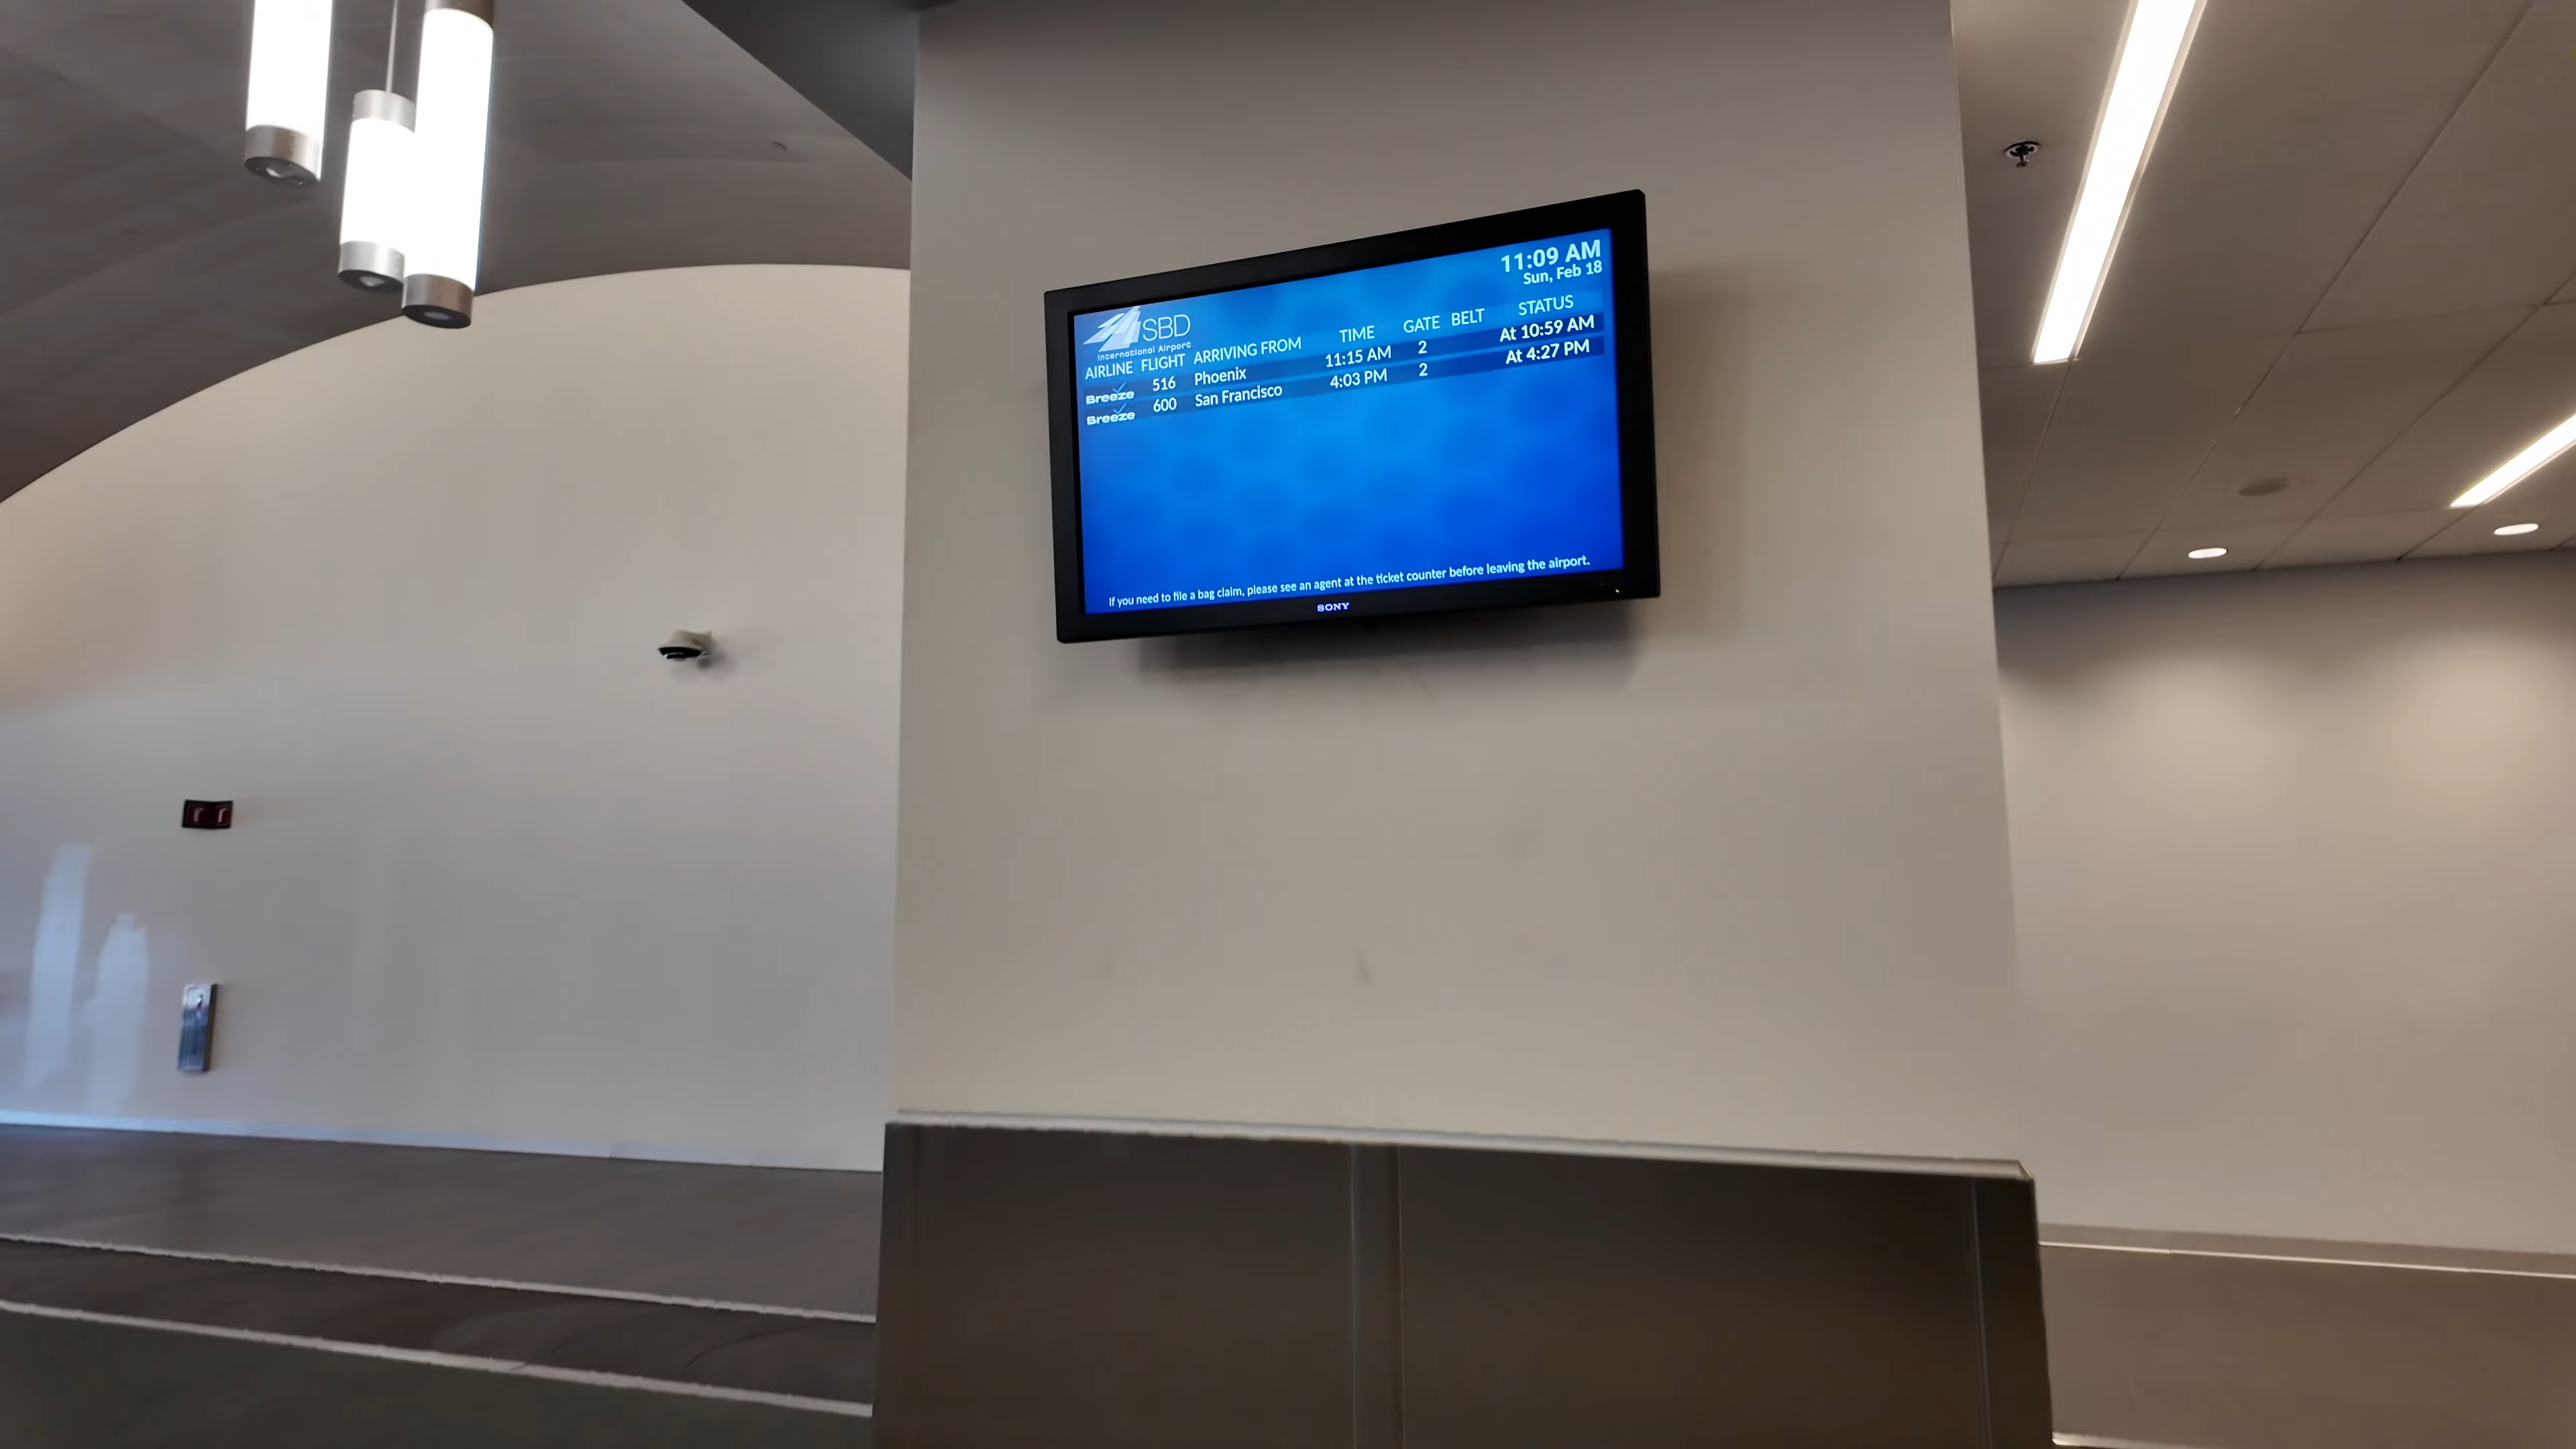 11:09 AM
Sun, Feb 18
SBD
International Airport
AIRLINE FLIGHT ARRIVING FROM TIME GATE BELT STATUS
Breeze 516 Phoenix 11:15 AM 2 At 10:59 AM
Breeze 600 San Francisco 4:03 PM 2 At 4:27 PM
If you need to file a bag claim, please see an agent at the ticket counter before leaving the airport.
SONY